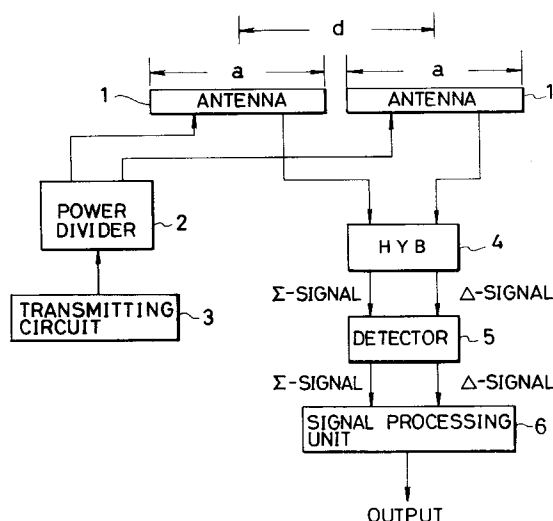 d
a
a
1
ANTENNA
ANTENNA
1
POWER
DIVIDER
2
HYB
4
Σ-SIGNAL
Δ-SIGNAL
TRANSMITTING
CIRCUIT
3
DETECTOR
5
Σ-SIGNAL
Δ-SIGNAL
SIGNAL PROCESSING
UNIT
6
OUTPUT